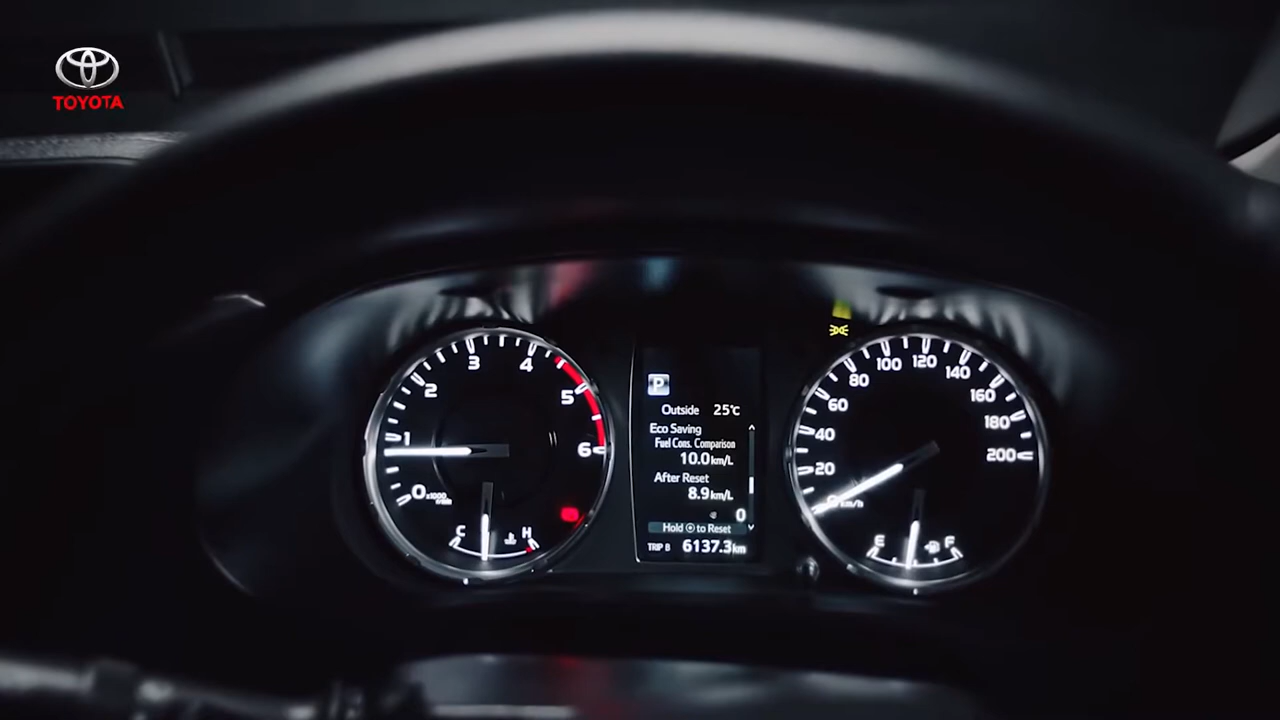 TOYOTA
1
2
3
4
5
6
0
x1000
r/min
C
H
P
Outside 25℃
Eco Saving
Fuel Cons. Comparison
10.0km/L
After Reset
8.9km/L
0
Hold to Reset
TRIP B 6137.3km
0
km/h
20
40
60
80
100
120
140
160
180
200
E
F